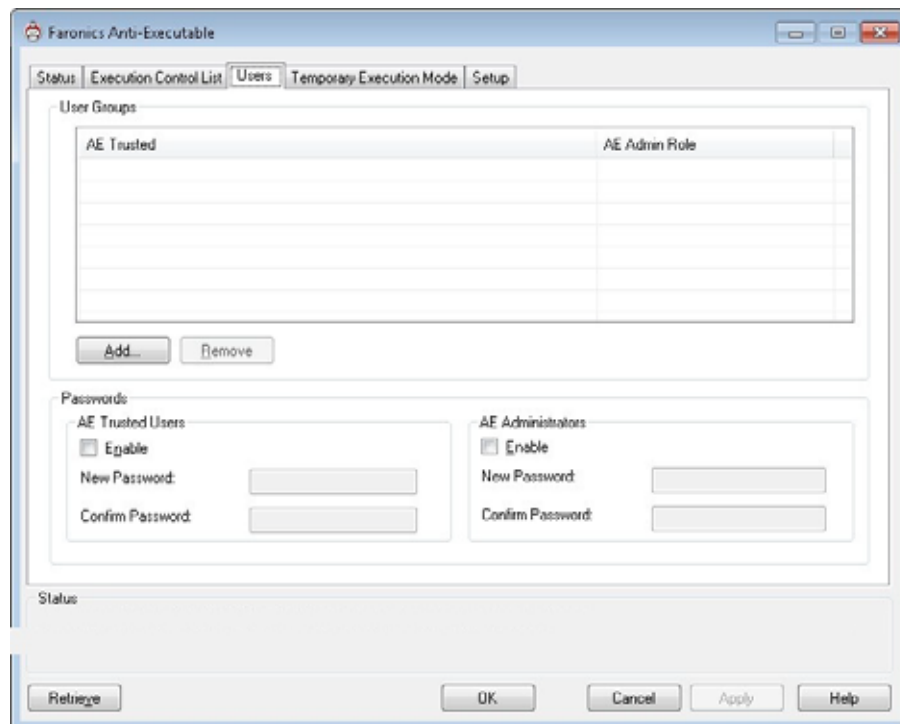 Faronics Anti-Executable
Status Execution Control List Users Temporary Execution Mode Setup
User Groups
AE Trusted AE Admin Role
Add... Remove
Passwords
AE Trusted Users AE Administrators
Enable Enable
New Password: New Password:
Confirm Password: Confirm Password:
Status
Retrieve OK Cancel Apply Help